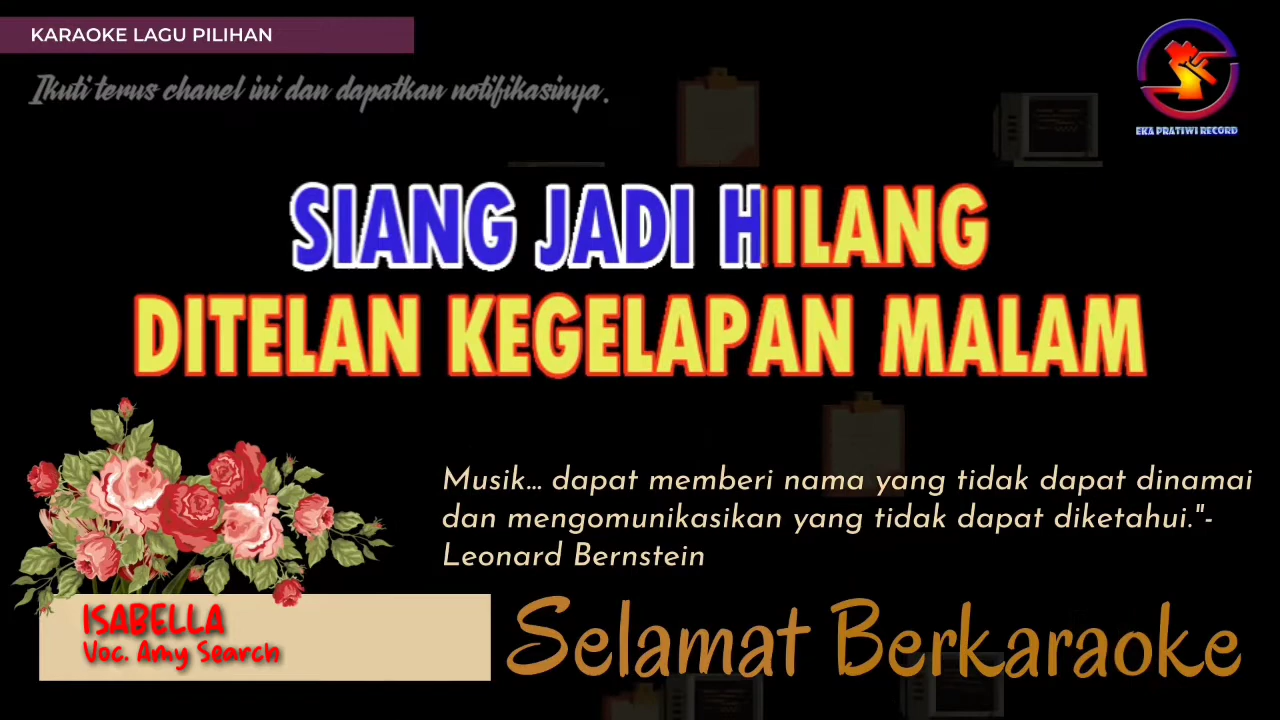 KARAOKE LAGU PILIHAN
Ikuti terus chanel ini dan dapatkan notifikasinya.
EKA PRATIWI RECORD
SIANG JADI HILANG
DITELAN KEGELAPAN MALAM
Musik... dapat memberi nama yang tidak dapat dinamai
dan mengomunikasikan yang tidak dapat diketahui."-
Leonard Bernstein
ISABELLA
Voc. Amy Search
Selamat Berkaraoke